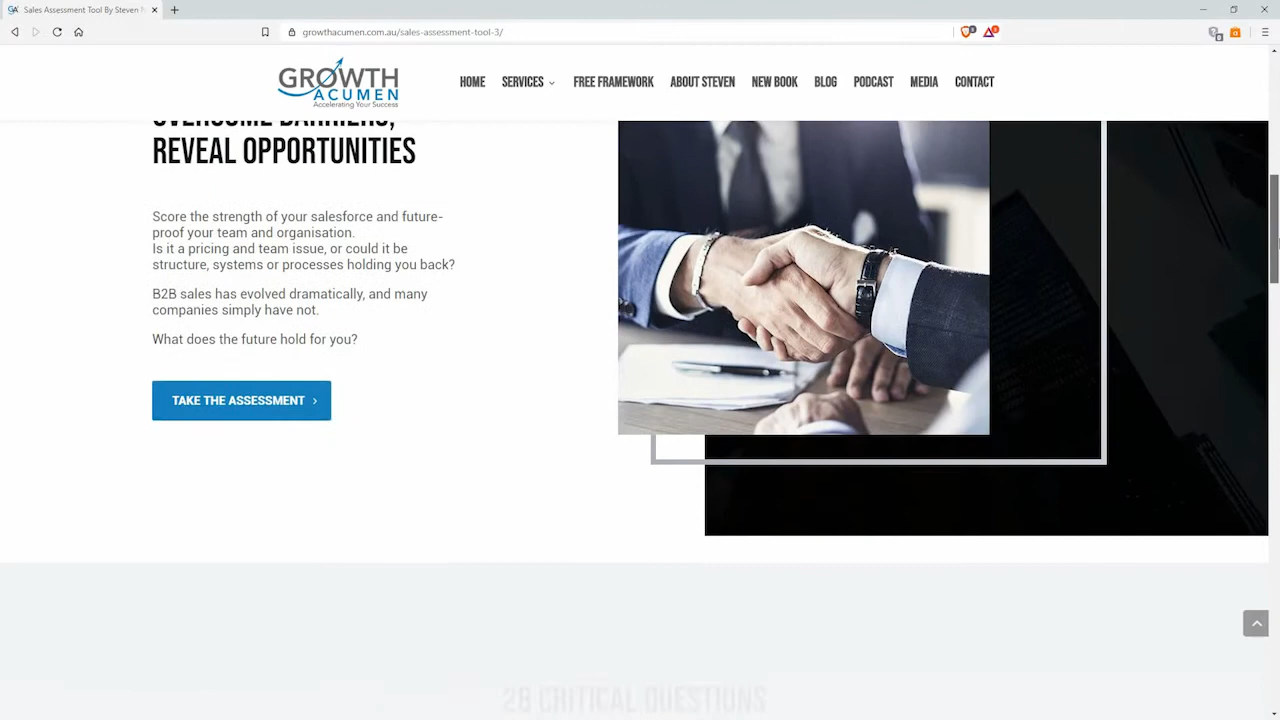 Sales Assessment Tool By Steven
growthacumen.com.au/sales-assessment-tool-3/
GROWTH
ACUMEN
Accelerating Your Success
HOME SERVICES FREE FRAMEWORK ABOUT STEVEN NEW BOOK BLOG PODCAST MEDIA CONTACT
OVERCOME BARRIERS,
REVEAL OPPORTUNITIES
Score the strength of your salesforce and future-
proof your team and organisation.
Is it a pricing and team issue, or could it be
structure, systems or processes holding you back?
B2B sales has evolved dramatically, and many
companies simply have not.
What does the future hold for you?
TAKE THE ASSESSMENT
28 CRITICAL QUESTIONS